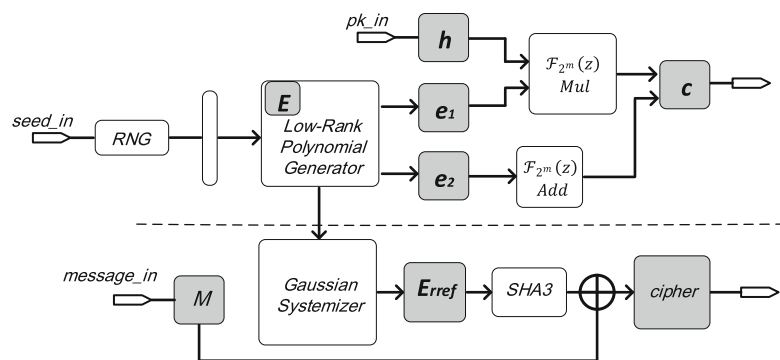 pk_in
h
ℱ₂ᵐ(z)
Mul
c
E
Low-Rank
Polynomial
Generator
e₁
seed_in
RNG
e₂
ℱ₂ᵐ(z)
Add
message_in
M
Gaussian
Systemizer
Erref
SHA3
cipher